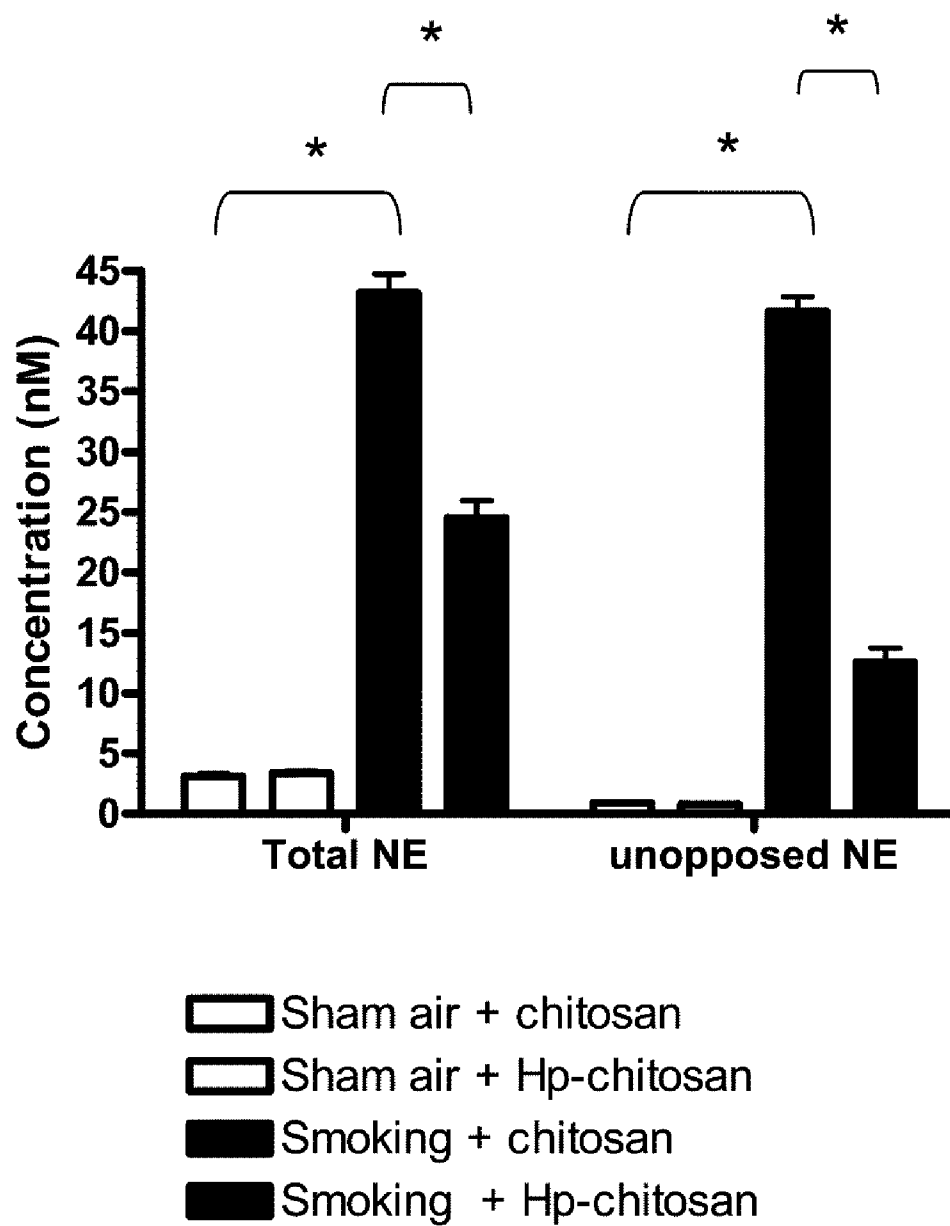 *
*
*
*
45
40
35
30
25
20
15
10
5
0
Concentration (nM)
Total NE
unopposed NE
Sham air + chitosan
Sham air + Hp-chitosan
Smoking + chitosan
Smoking + Hp-chitosan